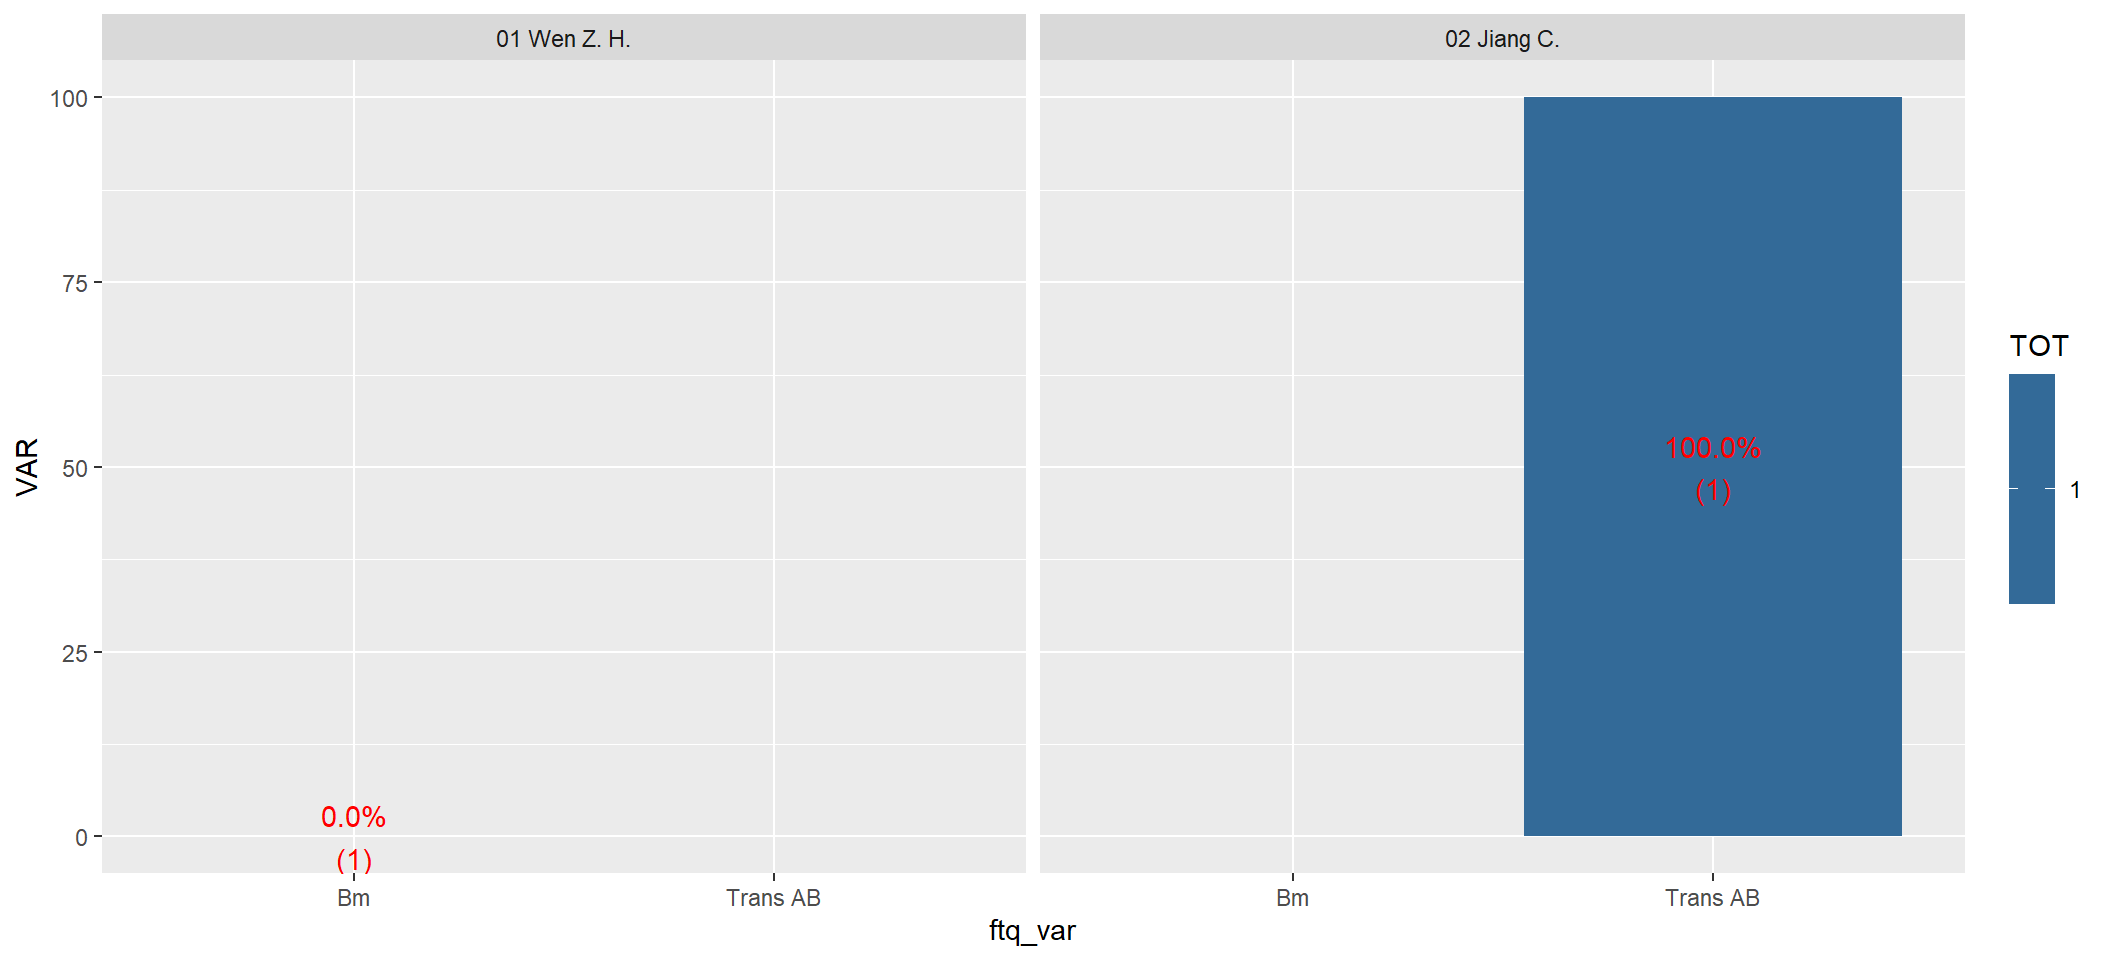 01 Wen Z. H.
02 Jiang C.
100
75
50
25
0
VAR
0.0%
(1)
100.0%
(1)
Bm
Trans AB
Bm
Trans AB
ftq_var
TOT
1